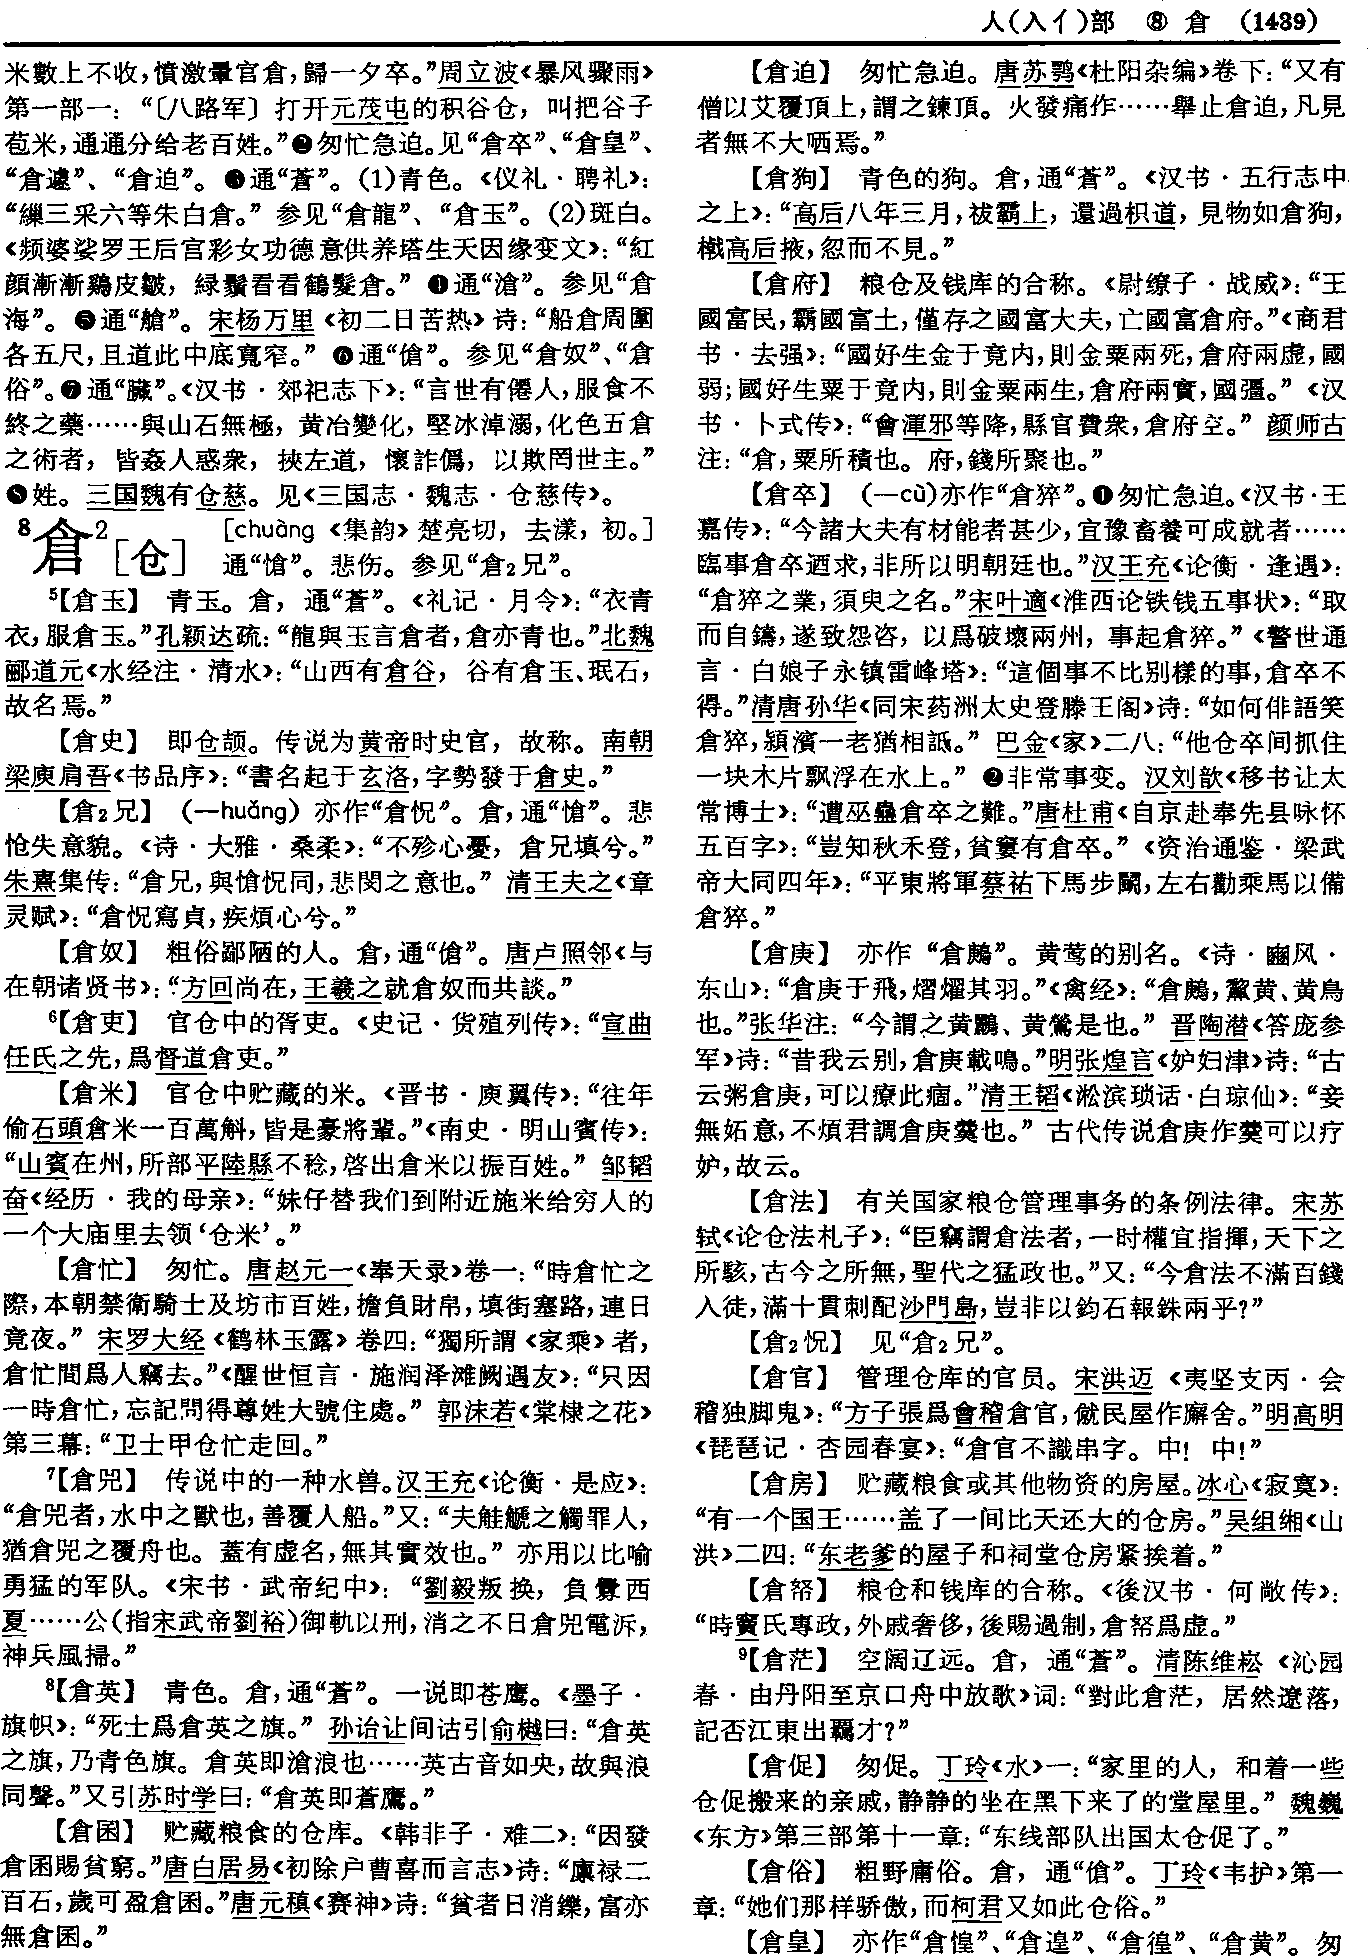 人(入亻)部 ⑧ 倉 (1439)
米數上不收，憤激暈官倉，歸一夕卒。”周立波《暴风骤雨》
第一部一：“〔八路军〕打开元茂屯的积谷仓，叫把谷子
苞米，通通分给老百姓。”❷匆忙急迫。见“倉卒”、“倉皇”、
“倉遽”、“倉迫”。❸通“蒼”。(1)青色。《仪礼·聘礼》：
“繅三采六等朱白倉。”参见“倉龍”、“倉玉”。(2)斑白。
《频婆娑罗王后宫彩女功德意供养塔生天因缘变文》：“紅
顔漸漸鷄皮皺，緑鬢看看鶴髮倉。”❹通“滄”。参见“倉
海”。❺通“艙”。宋杨万里《初二日苦热》诗：“船倉周圍
各五尺，且道此中底寬窄。”❻通“傖”。参见“倉奴”、“倉
俗”。❼通“臟”。《汉书·郊祀志下》：“言世有僊人，服食不
終之藥……與山石無極，黄冶變化，堅冰淖溺，化色五倉
之術者，皆姦人惑衆，挾左道，懷詐僞，以欺罔世主。”
❽姓。三国魏有仓慈。见《三国志·魏志·仓慈传》。
8倉2［仓］ [chuàng《集韵》楚亮切，去漾，初。]
通“愴”。悲伤。参见“倉2兄”。
5【倉玉】 青玉。倉，通“蒼”。《礼记·月令》：“衣青
衣，服倉玉。”孔颖达疏：“龍與玉言倉者，倉亦青也。”北魏
郦道元《水经注·清水》：“山西有倉谷，谷有倉玉、珉石，
故名焉。”
【倉史】 即仓颉。传说为黄帝时史官，故称。南朝
梁庾肩吾《书品序》：“書名起于玄洛，字勢發于倉史。”
【倉2兄】 (—huǎng)亦作“倉怳”。倉，通“愴”。悲
怆失意貌。《诗·大雅·桑柔》：“不殄心憂，倉兄填兮。”
朱熹集传：“倉兄，與愴怳同，悲閔之意也。”清王夫之《章
灵赋》：“倉怳寫貞，疾煩心兮。”
【倉奴】 粗俗鄙陋的人。倉，通“傖”。唐卢照邻《与
在朝诸贤书》：“方回尚在，王羲之就倉奴而共談。”
6【倉吏】 官仓中的胥吏。《史记·货殖列传》：“宣曲
任氏之先，爲督道倉吏。”
【倉米】 官仓中贮藏的米。《晋书·庾翼传》：“往年
偷石頭倉米一百萬斛，皆是豪將輩。”《南史·明山賓传》：
“山賓在州，所部平陸縣不稔，啓出倉米以振百姓。”邹韬
奋《经历·我的母亲》：“妹仔替我们到附近施米给穷人的
一个大庙里去领‘仓米’。”
【倉忙】 匆忙。唐赵元一《奉天录》卷一：“時倉忙之
際，本朝禁衛騎士及坊市百姓，擔負財帛，填街塞路，連日
竟夜。”宋罗大经《鹤林玉露》卷四：“獨所謂《家乘》者，
倉忙間爲人竊去。”《醒世恒言·施润泽滩阙遇友》：“只因
一時倉忙，忘記問得尊姓大號住處。”郭沫若《棠棣之花》
第三幕：“卫士甲仓忙走回。”
7【倉兕】 传说中的一种水兽。汉王充《论衡·是应》：
“倉兕者，水中之獸也，善覆人船。”又：“夫觟𧣾之觸罪人，
猶倉兕之覆舟也。蓋有虚名，無其實效也。”亦用以比喻
勇猛的军队。《宋书·武帝纪中》：“劉毅叛换，負釁西
夏……公(指宋武帝劉裕)御軌以刑，消之不日倉兕電泝，
神兵風掃。”
8【倉英】 青色。倉，通“蒼”。一说即苍鹰。《墨子·
旗帜》：“死士爲倉英之旗。”孙诒让间诂引俞樾曰：“倉英
之旗，乃青色旗。倉英即滄浪也……英古音如央，故與浪
同聲。”又引苏时学曰：“倉英即蒼鷹。”
【倉囷】 贮藏粮食的仓库。《韩非子·难二》：“因發
倉囷賜貧窮。”唐白居易《初除户曹喜而言志》诗：“廩禄二
百石，歲可盈倉囷。”唐元稹《赛神》诗：“貧者日消鑠，富亦
無倉囷。”
【倉迫】 匆忙急迫。唐苏鹗《杜阳杂编》卷下：“又有
僧以艾覆頂上，謂之鍊頂。火發痛作……舉止倉迫，凡見
者無不大哂焉。”
【倉狗】 青色的狗。倉，通“蒼”。《汉书·五行志中
之上》：“高后八年三月，祓霸上，還過枳道，見物如倉狗，
橶高后掖，忽而不見。”
【倉府】 粮仓及钱库的合称。《尉缭子·战威》：“王
國富民，霸國富士，僅存之國富大夫，亡國富倉府。”《商君
书·去强》：“國好生金于竟内，則金粟兩死，倉府兩虚，國
弱；國好生粟于竟内，則金粟兩生，倉府兩實，國彊。”《汉
书·卜式传》：“會渾邪等降，縣官費衆，倉府空。”颜师古
注：“倉，粟所積也。府，錢所聚也。”
【倉卒】 (—cù)亦作“倉猝”。❶匆忙急迫。《汉书·王
嘉传》：“今諸大夫有材能者甚少，宜豫畜養可成就者……
臨事倉卒迺求，非所以明朝廷也。”汉王充《论衡·逢遇》：
“倉猝之業，須臾之名。”宋叶適《淮西论铁钱五事状》：“取
而自鑄，遂致怨咨，以爲破壞兩州，事起倉猝。”《警世通
言·白娘子永镇雷峰塔》：“這個事不比别樣的事，倉卒不
得。”清唐孙华《同宋药洲太史登滕王阁》诗：“如何俳語笑
倉猝，潁濱一老猶相詆。”巴金《家》二八：“他仓卒间抓住
一块木片飘浮在水上。”❷非常事变。汉刘歆《移书让太
常博士》：“遭巫蠱倉卒之難。”唐杜甫《自京赴奉先县咏怀
五百字》：“豈知秋禾登，貧窶有倉卒。”《资治通鉴·梁武
帝大同四年》：“平東將軍蔡祐下馬步鬭，左右勸乘馬以備
倉猝。”
【倉庚】 亦作“倉鶊”。黄莺的别名。《诗·豳风·
东山》：“倉庚于飛，熠燿其羽。”《禽经》：“倉鶊，鵹黄、黄鳥
也。”张华注：“今謂之黄鸝、黄鶯是也。”晋陶潜《答庞参
军》诗：“昔我云别，倉庚載鳴。”明张煌言《妒妇津》诗：“古
云粥倉庚，可以療此痼。”清王韬《淞滨琐话·白琼仙》：“妾
無妬意，不煩君調倉庚羹也。”古代传说倉庚作羹可以疗
妒，故云。
【倉法】 有关国家粮仓管理事务的条例法律。宋苏
轼《论仓法札子》：“臣竊謂倉法者，一时權宜指揮，天下之
所駭，古今之所無，聖代之猛政也。”又：“今倉法不滿百錢
入徒，滿十貫刺配沙門島，豈非以鈞石報銖兩乎？”
【倉2怳】 见“倉2兄”。
【倉官】 管理仓库的官员。宋洪迈《夷坚支丙·会
稽独脚鬼》：“方子張爲會稽倉官，僦民屋作廨舍。”明高明
《琵琶记·杏园春宴》：“倉官不識串字。中！中！”
【倉房】 贮藏粮食或其他物资的房屋。冰心《寂寞》：
“有一个国王……盖了一间比天还大的仓房。”吴组缃《山
洪》二四：“东老爹的屋子和祠堂仓房紧挨着。”
【倉帑】 粮仓和钱库的合称。《後汉书·何敞传》：
“時竇氏專政，外戚奢侈，後賜過制，倉帑爲虚。”
9【倉茫】 空阔辽远。倉，通“蒼”。清陈维崧《沁园
春·由丹阳至京口舟中放歌》词：“對此倉茫，居然遼落，
記否江東出霸才？”
【倉促】 匆促。丁玲《水》一：“家里的人，和着一些
仓促搬来的亲戚，静静的坐在黑下来了的堂屋里。”魏巍
《东方》第三部第十一章：“东线部队出国太仓促了。”
【倉俗】 粗野庸俗。倉，通“傖”。丁玲《韦护》第一
章：“她们那样骄傲，而柯君又如此仓俗。”
【倉皇】 亦作“倉惶”、“倉遑”、“倉徨”、“倉黄”。匆